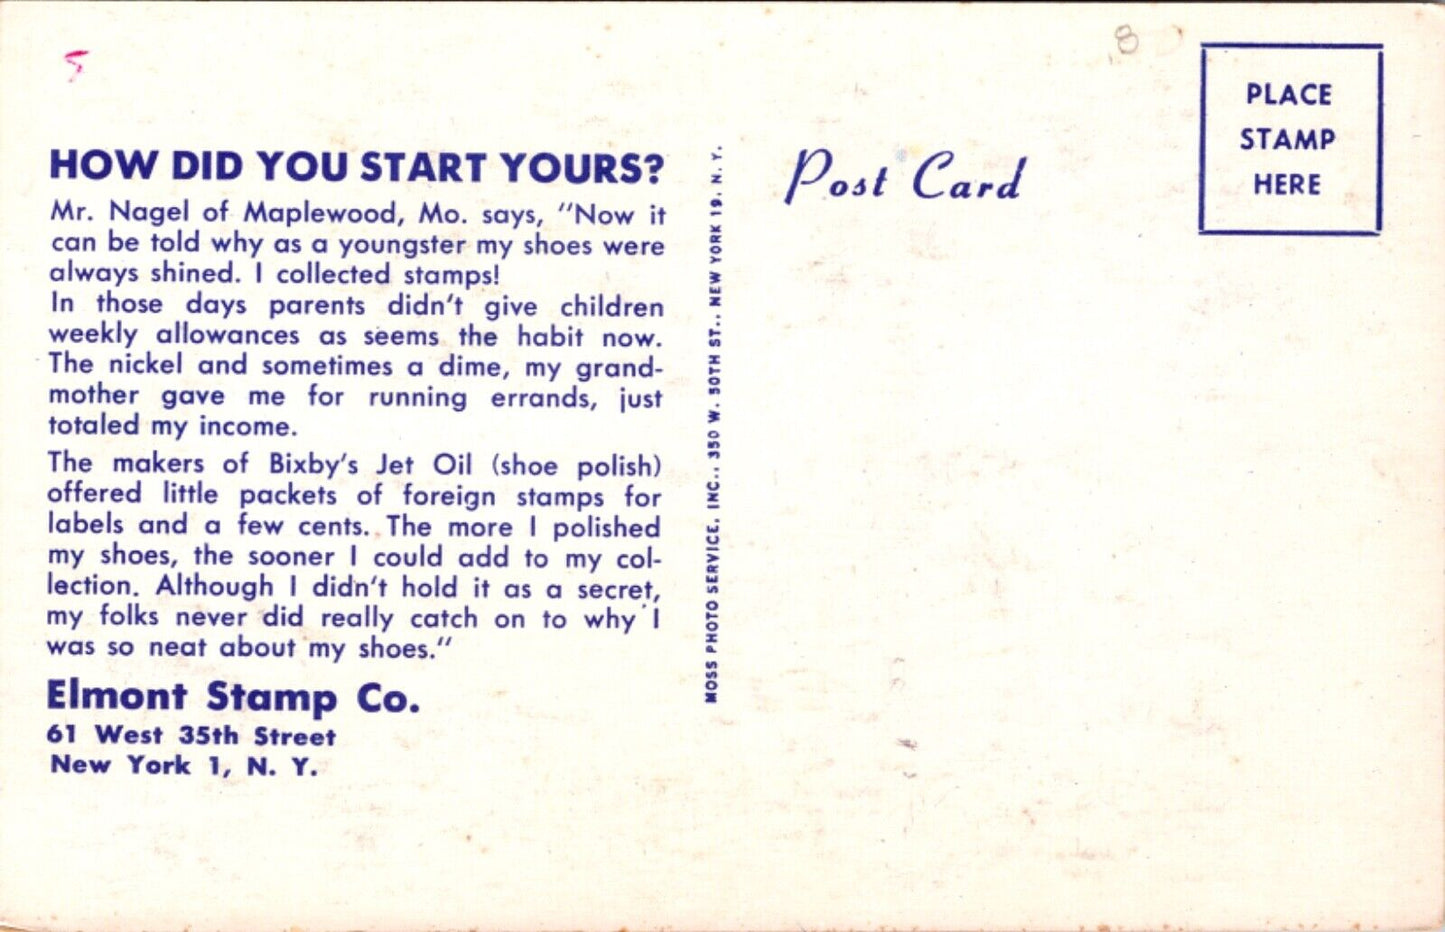 5
8
PLACE
STAMP
HERE
HOW DID YOU START YOURS?
Mr. Nagel of Maplewood, Mo. says, "Now it
can be told why as a youngster my shoes were
always shined. I collected stamps!
In those days parents didn't give children
weekly allowances as seems the habit now.
The nickel and sometimes a dime, my grand-
mother gave me for running errands, just
totaled my income.
The makers of Bixby's Jet Oil (shoe polish)
offered little packets of foreign stamps for
labels and a few cents. The more I polished
my shoes, the sooner I could add to my col-
lection. Although I didn't hold it as a secret,
my folks never did really catch on to why I
was so neat about my shoes."
Elmont Stamp Co.
61 West 35th Street
New York 1, N. Y.
MOSS PHOTO SERVICE, INC., 350 W. 50TH ST., NEW YORK 19, N. Y.
Post Card